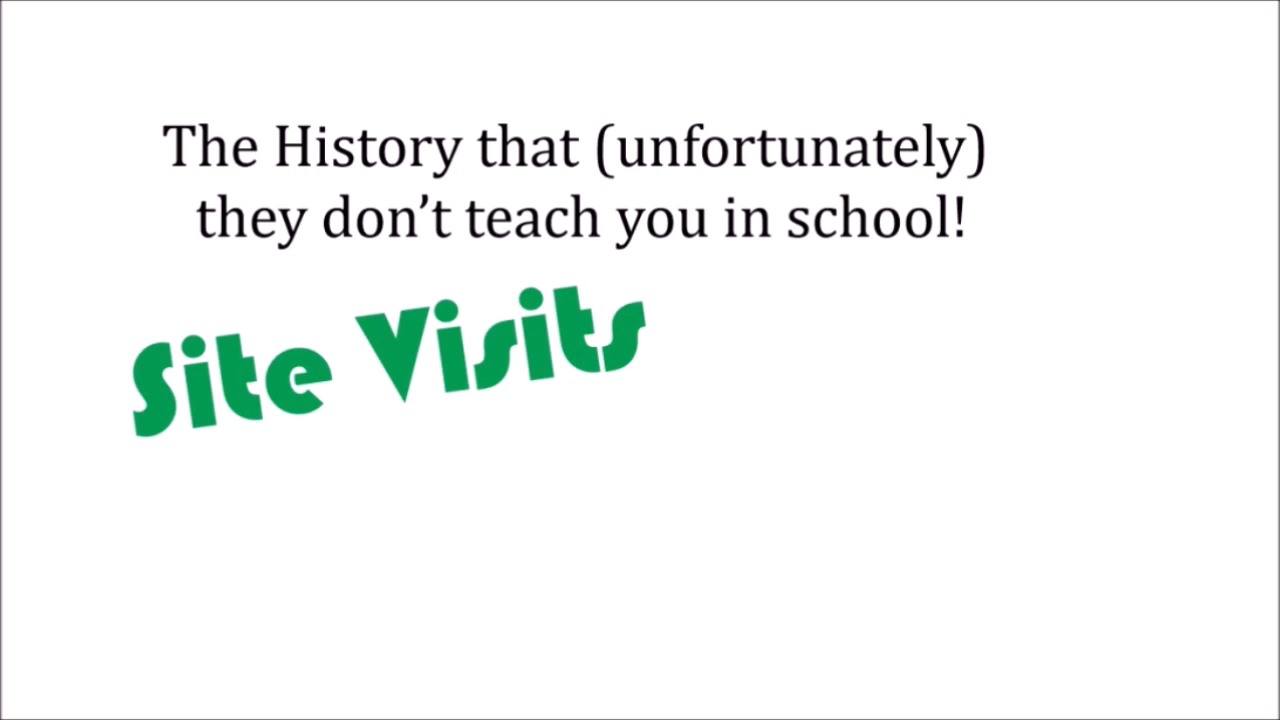 The History that (unfortunately)
they don’t teach you in school!
Site Visits